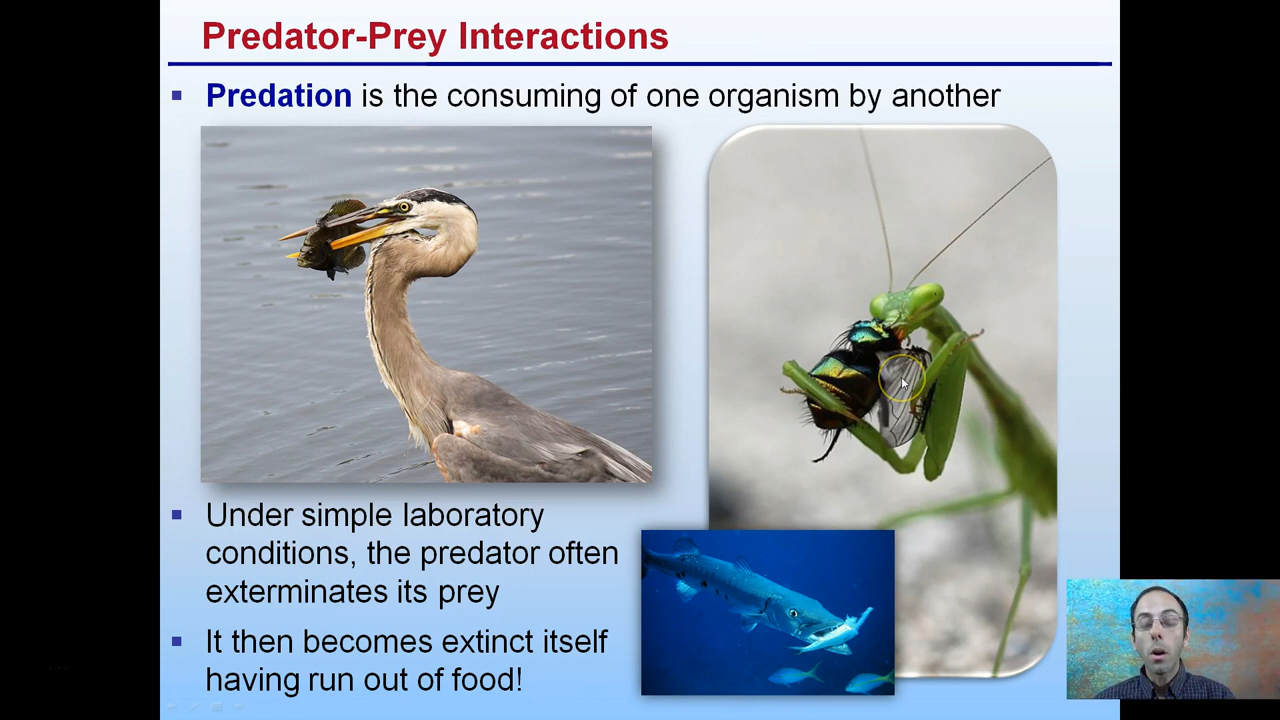 Predator-Prey Interactions
Predation is the consuming of one organism by another
Under simple laboratory
conditions, the predator often
exterminates its prey
It then becomes extinct itself
having run out of food!